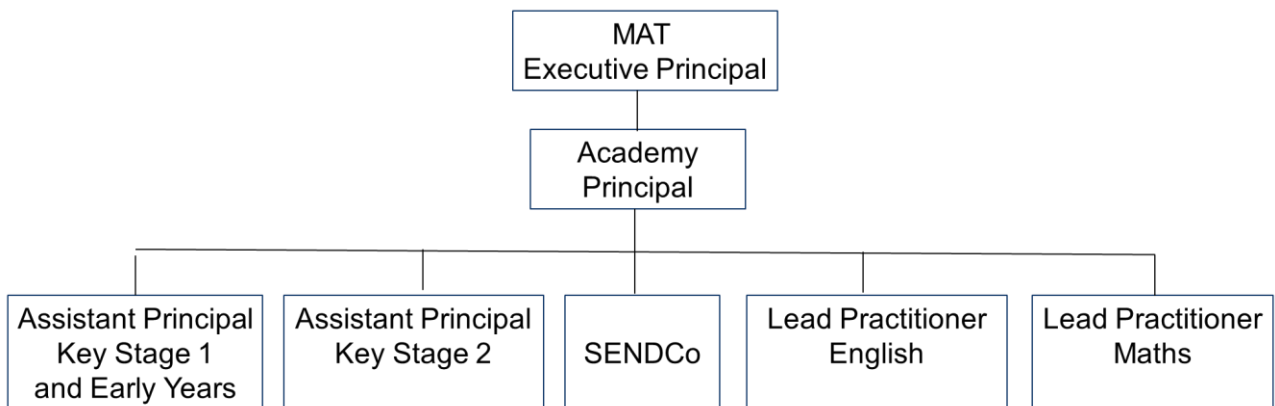 MAT
Executive Principal
Academy
Principal
Assistant Principal
Key Stage 1
and Early Years
Assistant Principal
Key Stage 2
SENDCo
Lead Practitioner
English
Lead Practitioner
Maths